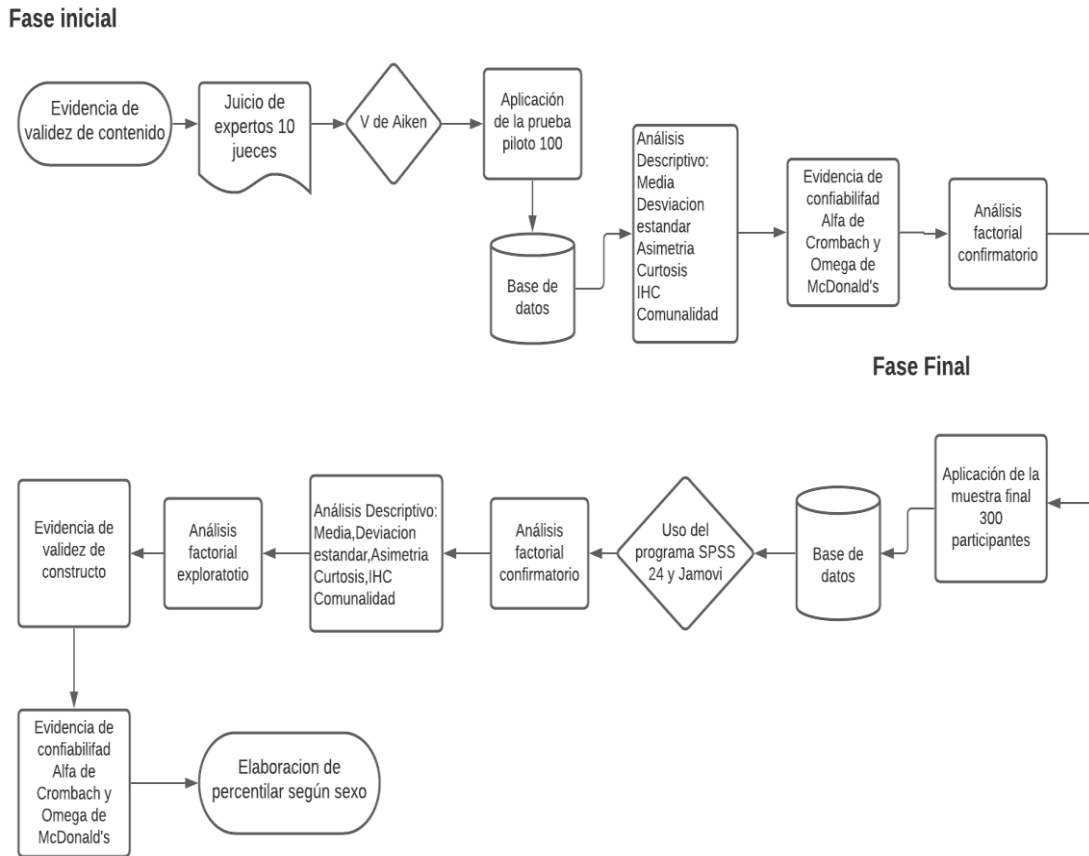 Fase inicial
Evidencia de
validez de contenido
Juicio de
expertos 10
jueces
V de Aiken
Aplicación
de la prueba
piloto 100
Base de
datos
Análisis
Descriptivo:
Media
Desviacion
estandar
Asimetria
Curtosis
IHC
Comunalidad
Evidencia de
confiabilifad
Alfa de
Crombach y
Omega de
McDonald's
Análisis
factorial
confirmatorio
Fase Final
Aplicación de la
muestra final
300
participantes
Base de
datos
Uso del
programa SPSS
24 y Jamovi
Análisis
factorial
confirmatorio
Análisis Descriptivo:
Media,Deviacion
estandar,Asimetria
Curtosis,IHC
Comunalidad
Análisis
factorial
exploratotio
Evidencia de
validez de
constructo
Evidencia de
confiabilifad
Alfa de
Crombach y
Omega de
McDonald's
Elaboracion de
percentilar según sexo